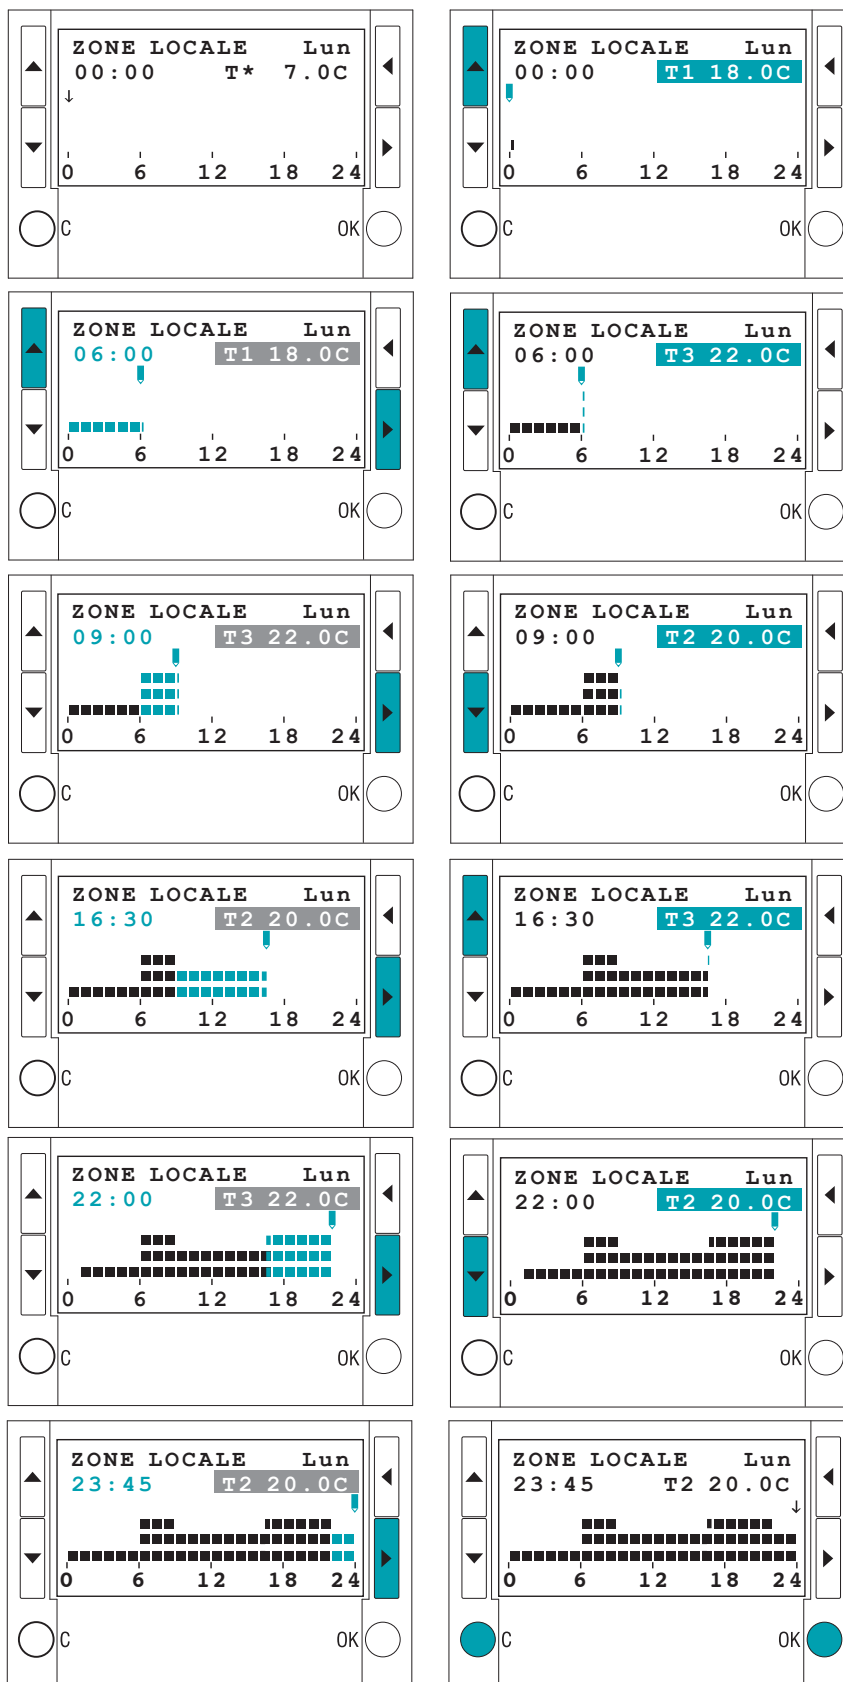 ZONE LOCALE Lun
00:00 T* 7.0C
↓
0 6 12 18 24
C OK
ZONE LOCALE Lun
00:00 T1 18.0C
0 6 12 18 24
C OK
ZONE LOCALE Lun
06:00 T1 18.0C
0 6 12 18 24
C OK
ZONE LOCALE Lun
06:00 T3 22.0C
0 6 12 18 24
C OK
ZONE LOCALE Lun
09:00 T3 22.0C
0 6 12 18 24
C OK
ZONE LOCALE Lun
09:00 T2 20.0C
0 6 12 18 24
C OK
ZONE LOCALE Lun
16:30 T2 20.0C
0 6 12 18 24
C OK
ZONE LOCALE Lun
16:30 T3 22.0C
0 6 12 18 24
C OK
ZONE LOCALE Lun
22:00 T3 22.0C
0 6 12 18 24
C OK
ZONE LOCALE Lun
22:00 T2 20.0C
0 6 12 18 24
C OK
ZONE LOCALE Lun
23:45 T2 20.0C
0 6 12 18 24
C OK
ZONE LOCALE Lun
23:45 T2 20.0C
↓
0 6 12 18 24
C OK